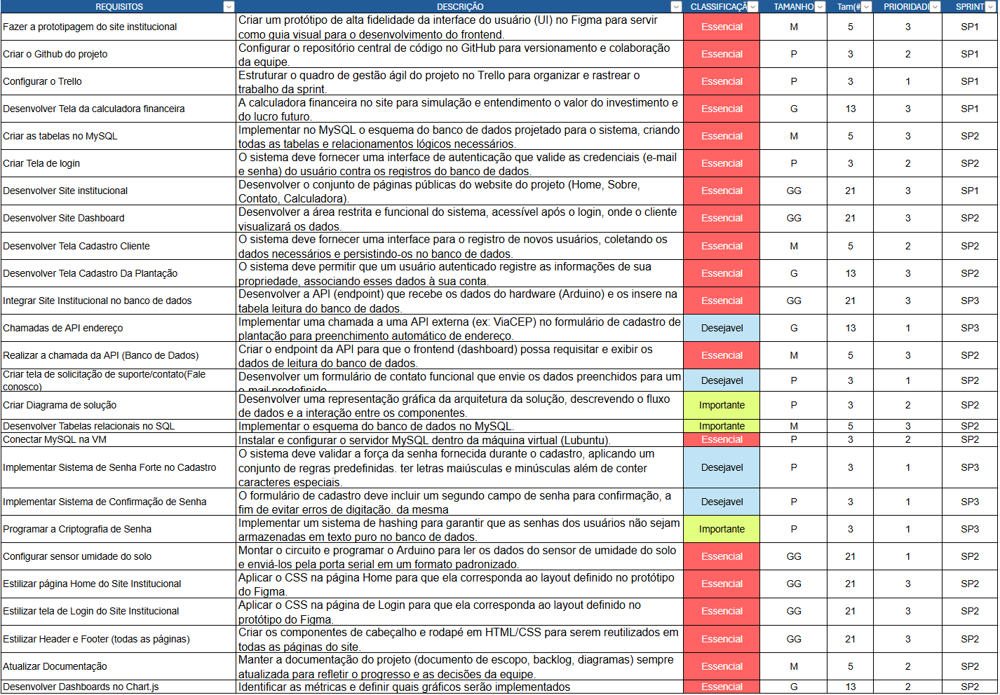 REQUISITOS DESCRIÇÃO CLASSIFICAÇÃ TAMANHO Tam(# PRIORIDADI SPRINT
Fazer a prototipagem do site institucional
Criar um protótipo de alta fidelidade da interface do usuário (UI) no Figma para servir
como guia visual para o desenvolvimento do frontend.
Essencial M 5 3 SP1
Criar o Github do projeto
Configurar o repositório central de código no GitHub para versionamento e colaboração
da equipe.
Essencial P 3 2 SP1
Configurar o Trello
Estruturar o quadro de gestão ágil do projeto no Trello para organizar e rastrear o
trabalho da sprint.
Essencial P 3 1 SP1
Desenvolver Tela da calculadora financeira
A calculadora financeira no site para simulação e entendimento o valor do investimento e
do lucro futuro.
Essencial G 13 3 SP1
Criar as tabelas no MySQL
Implementar no MySQL o esquema do banco de dados projetado para o sistema, criando
todas as tabelas e relacionamentos lógicos necessários.
Essencial M 5 3 SP2
Criar Tela de login
O sistema deve fornecer uma interface de autenticação que valide as credenciais (e-mail
e senha) do usuário contra os registros do banco de dados.
Essencial P 3 2 SP2
Desenvolver Site institucional
Desenvolver o conjunto de páginas públicas do website do projeto (Home, Sobre,
Contato, Calculadora).
Essencial GG 21 3 SP1
Desenvolver Site Dashboard
Desenvolver a área restrita e funcional do sistema, acessível após o login, onde o cliente
visualizará os dados.
Essencial GG 21 3 SP2
Desenvolver Tela Cadastro Cliente
O sistema deve fornecer uma interface para o registro de novos usuários, coletando os
dados necessários e persistindo-os no banco de dados.
Essencial M 5 2 SP2
Desenvolver Tela Cadastro Da Plantação
O sistema deve permitir que um usuário autenticado registre as informações de sua
propriedade, associando esses dados à sua conta.
Essencial G 13 3 SP2
Integrar Site Institucional no banco de dados
Desenvolver a API (endpoint) que recebe os dados do hardware (Arduino) e os insere na
tabela leitura do banco de dados.
Essencial GG 21 3 SP3
Chamadas de API endereço
Implementar uma chamada a uma API externa (ex: ViaCEP) no formulário de cadastro de
plantação para preenchimento automático de endereço.
Desejavel G 13 1 SP3
Realizar a chamada da API (Banco de Dados)
Criar o endpoint da API para que o frontend (dashboard) possa requisitar e exibir os
dados de leitura do banco de dados.
Essencial M 5 3 SP2
Criar tela de solicitação de suporte/contato(Fale
conosco)
Desenvolver um formulário de contato funcional que envie os dados preenchidos para um
e-mail predefinido
Desejavel P 3 1 SP2
Criar Diagrama de solução
Desenvolver uma representação gráfica da arquitetura da solução, descrevendo o fluxo
de dados e a interação entre os componentes.
Importante P 3 2 SP2
Desenvolver Tabelas relacionais no SQL
Implementar o esquema do banco de dados no MySQL.
Importante M 5 3 SP2
Conectar MySQL na VM
Instalar e configurar o servidor MySQL dentro da máquina virtual (Lubuntu).
Essencial P 3 2 SP2
Implementar Sistema de Senha Forte no Cadastro
O sistema deve validar a força da senha fornecida durante o cadastro, aplicando um
conjunto de regras predefinidas. ter letras maiúsculas e minúsculas além de conter
caracteres especiais.
Desejavel P 3 1 SP3
Implementar Sistema de Confirmação de Senha
O formulário de cadastro deve incluir um segundo campo de senha para confirmação, a
fim de evitar erros de digitação. da mesma
Desejavel P 3 1 SP3
Programar a Criptografia de Senha
Implementar um sistema de hashing para garantir que as senhas dos usuários não sejam
armazenadas em texto puro no banco de dados.
Importante P 3 1 SP3
Configurar sensor umidade do solo
Montar o circuito e programar o Arduino para ler os dados do sensor de umidade do solo
e enviá-los pela porta serial em um formato padronizado.
Essencial GG 21 1 SP2
Estilizar página Home do Site Institucional
Aplicar o CSS na página Home para que ela corresponda ao layout definido no protótipo
do Figma.
Essencial GG 21 3 SP2
Estilizar tela de Login do Site Institucional
Aplicar o CSS na página de Login para que ela corresponda ao layout definido no
protótipo do Figma.
Essencial GG 21 3 SP2
Estilizar Header e Footer (todas as páginas)
Criar os componentes de cabeçalho e rodapé em HTML/CSS para serem reutilizados em
todas as páginas do site.
Essencial GG 21 3 SP2
Atualizar Documentação
Manter a documentação do projeto (documento de escopo, backlog, diagramas) sempre
atualizada para refletir o progresso e as decisões da equipe.
Essencial M 5 2 SP2
Desenvolver Dashboards no Chart.js
Identificar as métricas e definir quais gráficos serão implementados
Essencial G 13 2 SP2